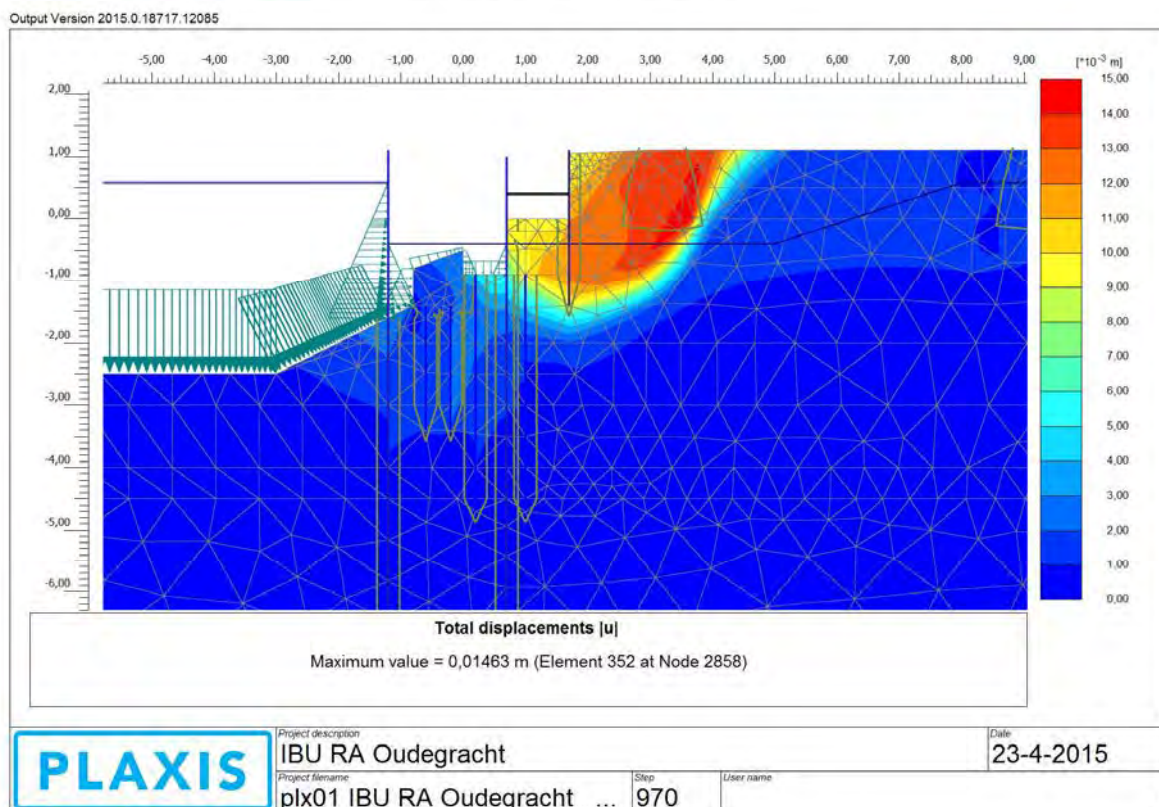 Output Version 2015.0.18717.12085
-5,00 -4,00 -3,00 -2,00 -1,00 0,00 1,00 2,00 3,00 4,00 5,00 6,00 7,00 8,00 9,00
[*10⁻³ m]
2,00
1,00
0,00
-1,00
-2,00
-3,00
-4,00
-5,00
-6,00
15,00
14,00
13,00
12,00
11,00
10,00
9,00
8,00
7,00
6,00
5,00
4,00
3,00
2,00
1,00
0,00
Total displacements |u|
Maximum value = 0,01463 m (Element 352 at Node 2858)
PLAXIS
Project description
IBU RA Oudegracht
Date
23-4-2015
Project filename
plx01 IBU RA Oudegracht ...
Step
970
User name